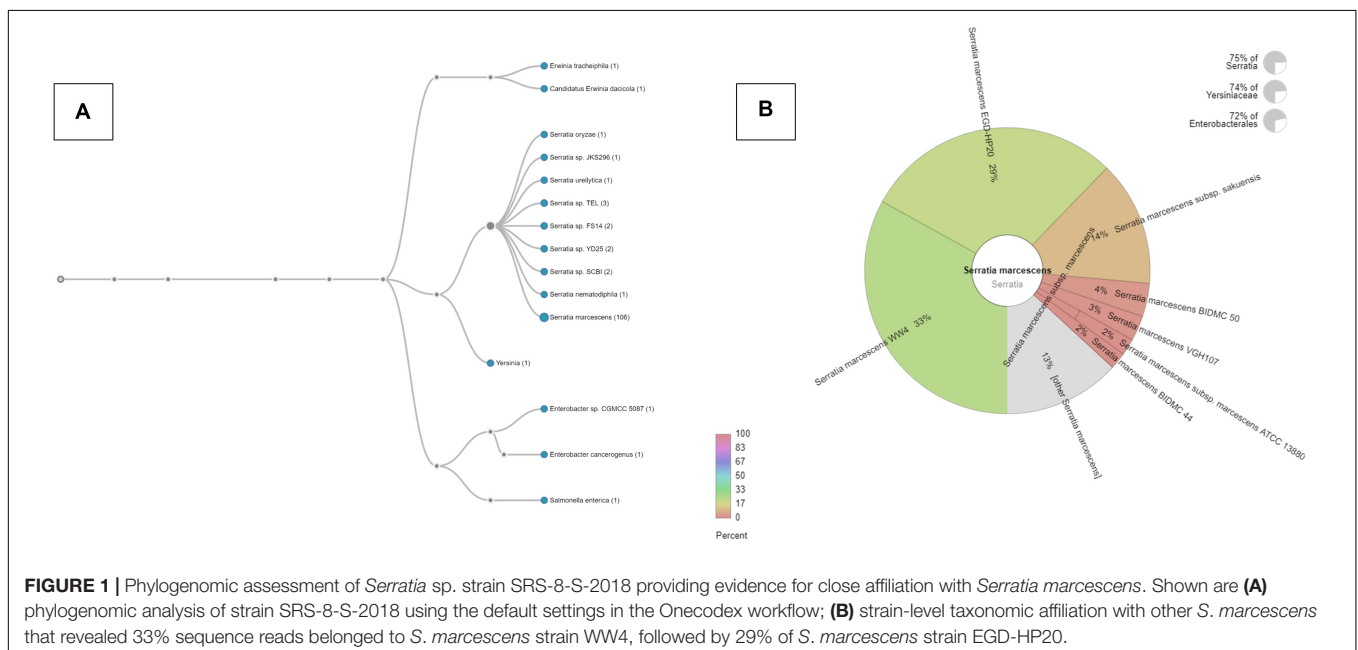 A
Erwinia tracheiphila (1)
Candidatus Erwinia dacicola (1)
Serratia oryzae (1)
Serratia sp. JKS296 (1)
Serratia ureilytica (1)
Serratia sp. TEL (3)
Serratia sp. FS14 (2)
Serratia sp. YD25 (2)
Serratia sp. SCBI (2)
Serratia nematodiphila (1)
Serratia marcescens (106)
Yersinia (1)
Enterobacter sp. CGMCC 5087 (1)
Enterobacter cancerogenus (1)
Salmonella enterica (1)
B
75% of
Serratia
74% of
Yersiniaceae
72% of
Enterobacterales
Serratia marcescens EGD-HP20 29%
14% Serratia marcescens subsp. sakuensis
Serratia marcescens subsp. marcescens
Serratia marcescens
Serratia
4% Serratia marcescens BIDMC 50
3% Serratia marcescens VGH107
2% Serratia marcescens subsp. marcescens ATCC 13880
2% Serratia marcescens BIDMC 44
13% [other Serratia marcescens]
Serratia marcescens WW4 33%
100
83
67
50
33
17
0
Percent
FIGURE 1 | Phylogenomic assessment of Serratia sp. strain SRS-8-S-2018 providing evidence for close affiliation with Serratia marcescens. Shown are (A)
phylogenomic analysis of strain SRS-8-S-2018 using the default settings in the Onecodex workflow; (B) strain-level taxonomic affiliation with other S. marcescens
that revealed 33% sequence reads belonged to S. marcescens strain WW4, followed by 29% of S. marcescens strain EGD-HP20.